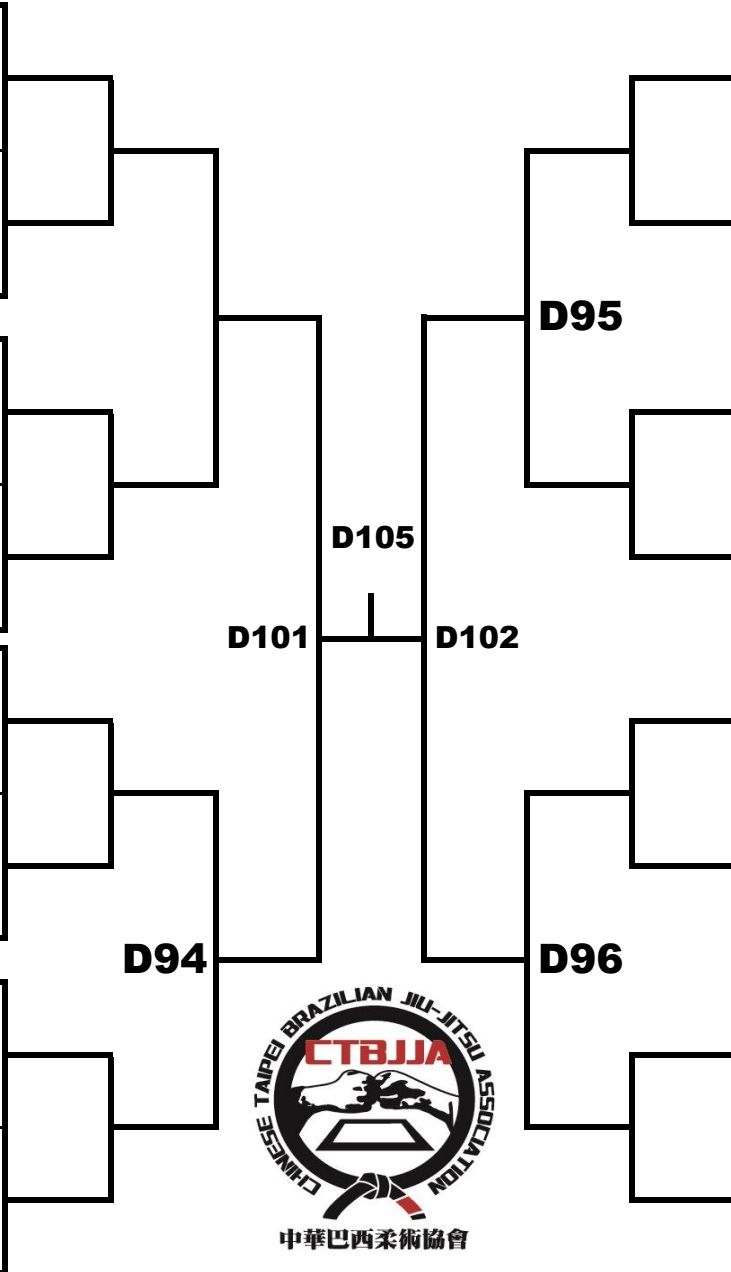 D95
D105
D101
D102
D94
D96
CHINESE TAIPEI BRAZILIAN JIU-JITSU ASSOCIATION
CTBJJA
中華巴西柔術協會